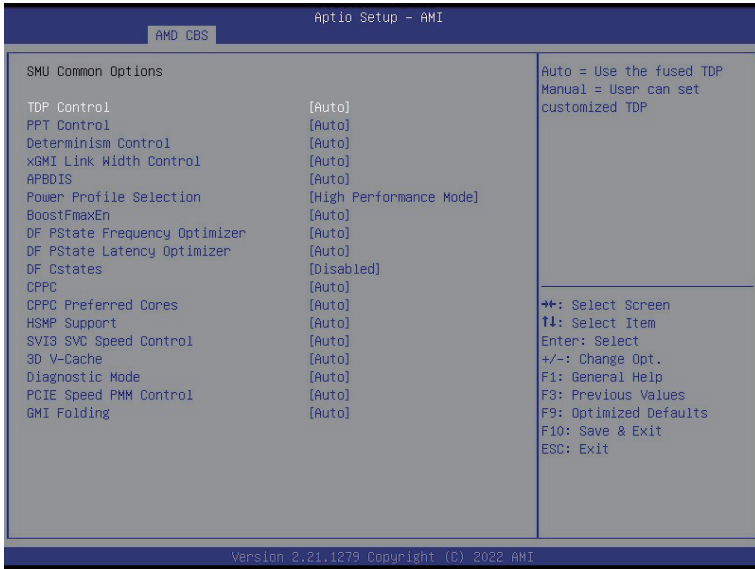 Aptio Setup – AMI
AMD CBS
SMU Common Options
TDP Control [Auto]
PPT Control [Auto]
Determinism Control [Auto]
xGMI Link Width Control [Auto]
APBDIS [Auto]
Power Profile Selection [High Performance Mode]
BoostFmaxEn [Auto]
DF PState Frequency Optimizer [Auto]
DF PState Latency Optimizer [Auto]
DF Cstates [Disabled]
CPPC [Auto]
CPPC Preferred Cores [Auto]
HSMP Support [Auto]
SVI3 SVC Speed Control [Auto]
3D V-Cache [Auto]
Diagnostic Mode [Auto]
PCIE Speed PMM Control [Auto]
GMI Folding [Auto]
Auto = Use the fused TDP
Manual = User can set
customized TDP
→←: Select Screen
↑↓: Select Item
Enter: Select
+/-: Change Opt.
F1: General Help
F3: Previous Values
F9: Optimized Defaults
F10: Save & Exit
ESC: Exit
Version 2.21.1279 Copyright (C) 2022 AMI